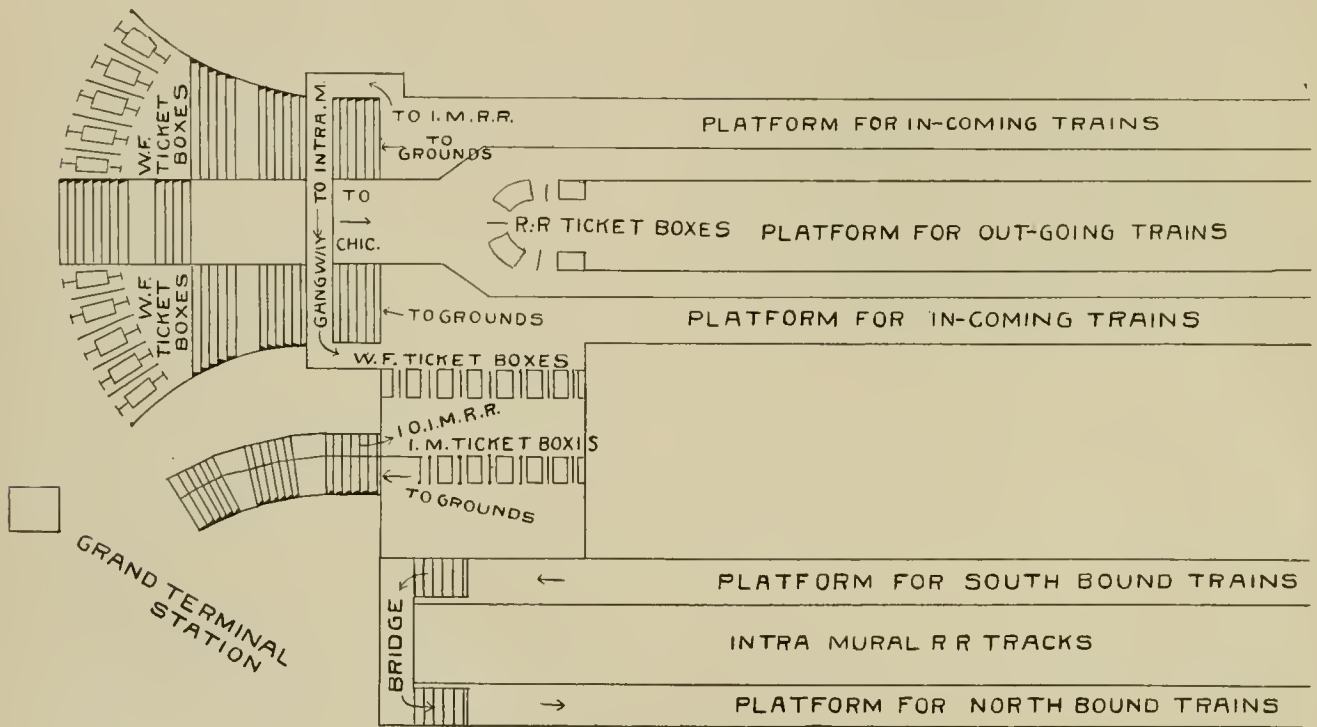 W.F.
TICKET
BOXES
GANGWAY ← TO INTRA.M.
TO I.M.R.R.
TO
GROUNDS
PLATFORM FOR IN-COMING TRAINS
TO
→
CHIC.
R.R TICKET BOXES
PLATFORM FOR OUT-GOING TRAINS
W.F.
TICKET
BOXES
←TO GROUNDS
PLATFORM FOR IN-COMING TRAINS
W.F. TICKET BOXES
I O.I.M.R.R.
I.M.TICKET BOXIS
TO GROUNDS
GRAND TERMINAL
STATION
BRIDGE
PLATFORM FOR SOUTH BOUND TRAINS
INTRA MURAL R R TRACKS
PLATFORM FOR NORTH BOUND TRAINS